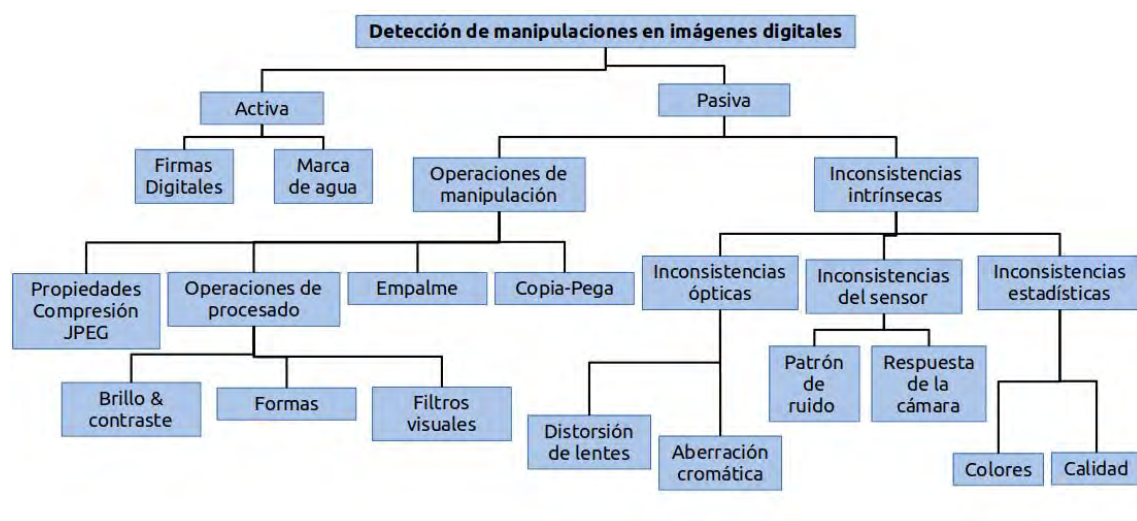 Detección de manipulaciones en imágenes digitales
Activa
Pasiva
Firmas
Digitales
Marca
de agua
Operaciones de
manipulación
Inconsistencias
intrínsecas
Propiedades
Compresión
JPEG
Operaciones de
procesado
Empalme
Copia-Pega
Inconsistencias
ópticas
Inconsistencias
del sensor
Inconsistencias
estadísticas
Brillo &
contraste
Formas
Filtros
visuales
Distorsión
de lentes
Aberración
cromática
Patrón
de
ruido
Respuesta
de la
cámara
Colores
Calidad